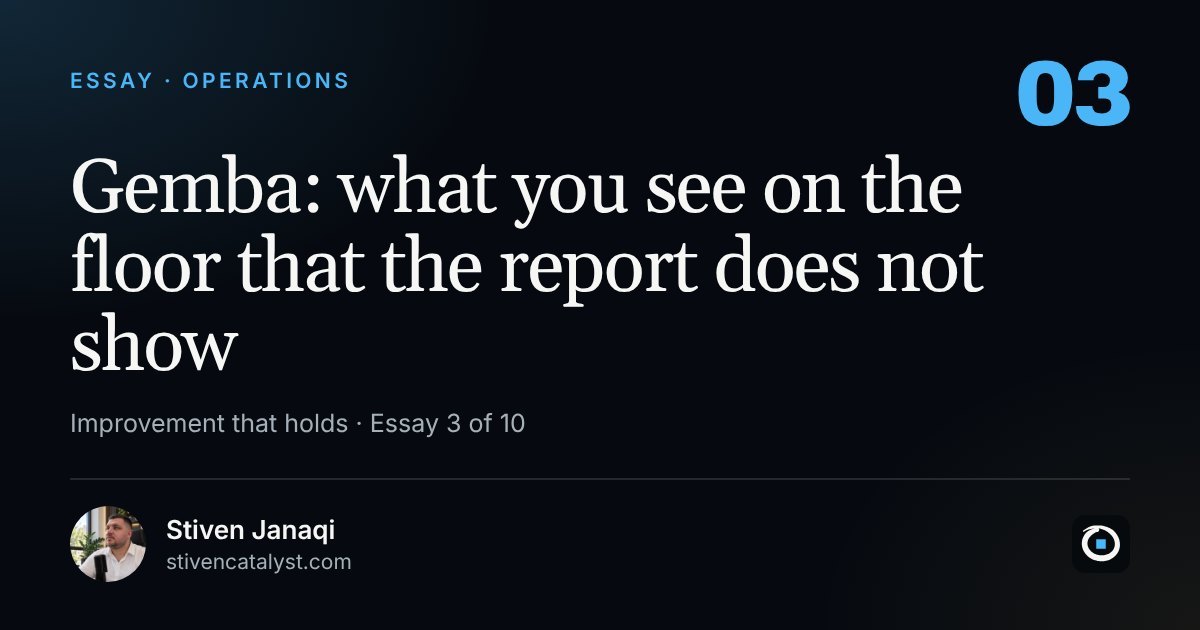 ESSAY · OPERATIONS
03
Gemba: what you see on the
floor that the report does not
show
Improvement that holds · Essay 3 of 10
Stiven Janaqi
stivencatalyst.com